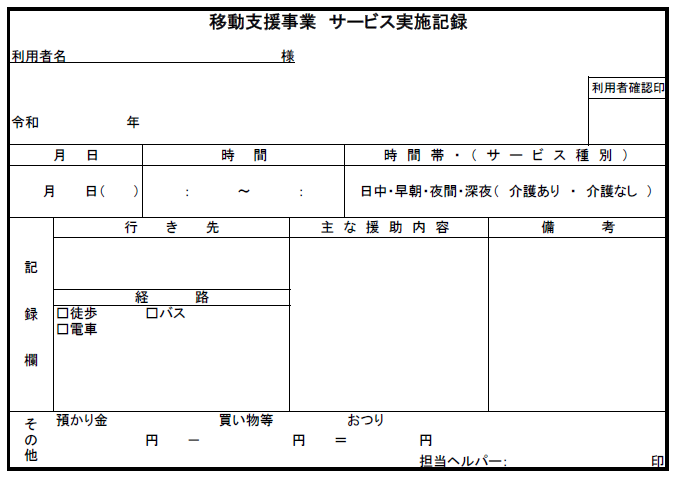 移動支援事業　サービス実施記録
利用者名　様
利用者確認印
令和　年
月　日　時　間　時間帯・（サービス種別）
月　日（　）　：　～　：　日中・早朝・夜間・深夜（　介護あり　・　介護なし　）
記録欄
行き先　主な援助内容　備考
経　路
□徒歩　□バス
□電車
その他
預かり金　買い物等　おつり
円　－　円　＝　円
担当ヘルパー：　印